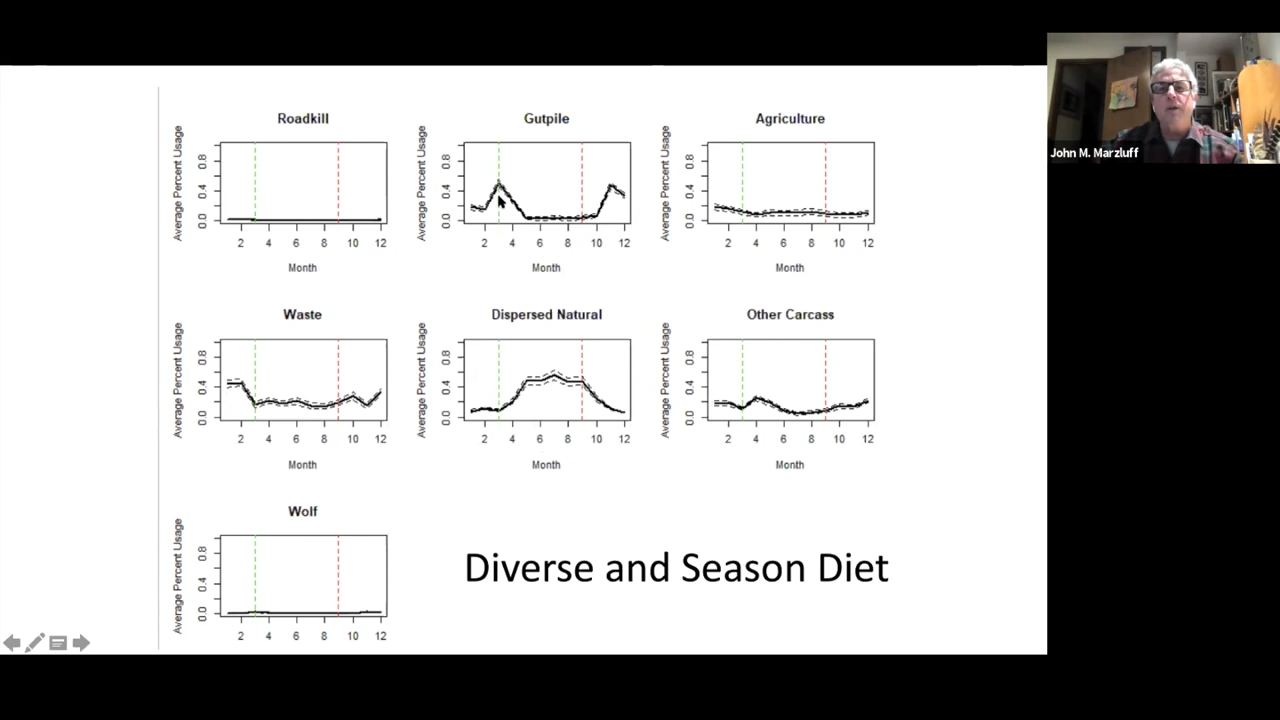 Roadkill
Average Percent Usage
0.0 0.4 0.8
2 4 6 8 10 12
Month
Gutpile
Average Percent Usage
0.0 0.4 0.8
2 4 6 8 10 12
Month
Agriculture
Average Percent Usage
0.0 0.4 0.8
2 4 6 8 10 12
Month
John M. Marzluff
Waste
Average Percent Usage
0.0 0.4 0.8
2 4 6 8 10 12
Month
Dispersed Natural
Average Percent Usage
0.0 0.4 0.8
2 4 6 8 10 12
Month
Other Carcass
Average Percent Usage
0.0 0.4 0.8
2 4 6 8 10 12
Month
Wolf
Average Percent Usage
0.0 0.4 0.8
2 4 6 8 10 12
Month
Diverse and Season Diet